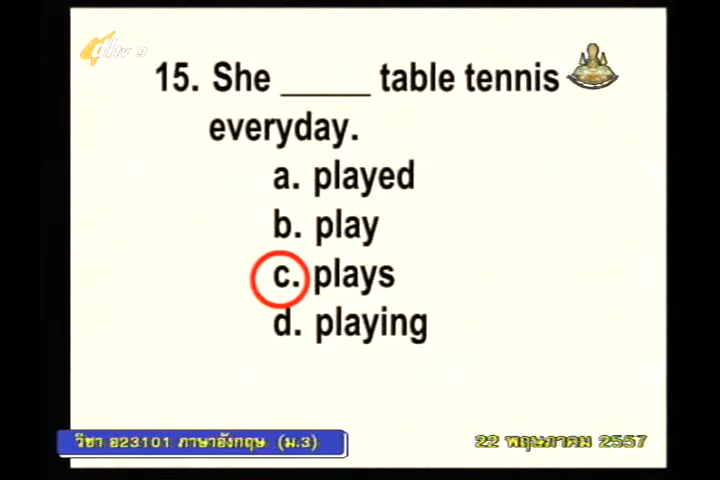 15. She _____ table tennis
everyday.
a. played
b. play
c. plays
d. playing
วิชา อ23101 ภาษาอังกฤษ (ม.3)
22 พฤษภาคม 2557